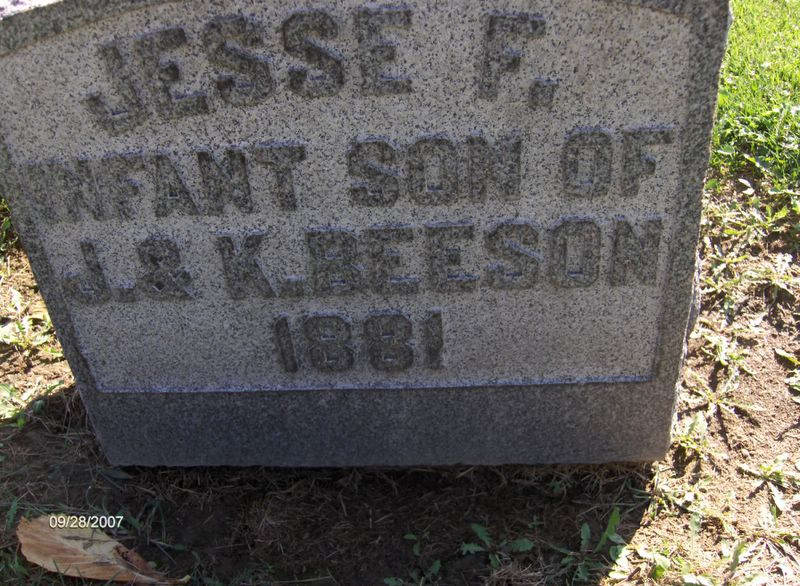 JESSE F.
INFANT SON OF
J. & K. BEESON
1881
09/28/2007